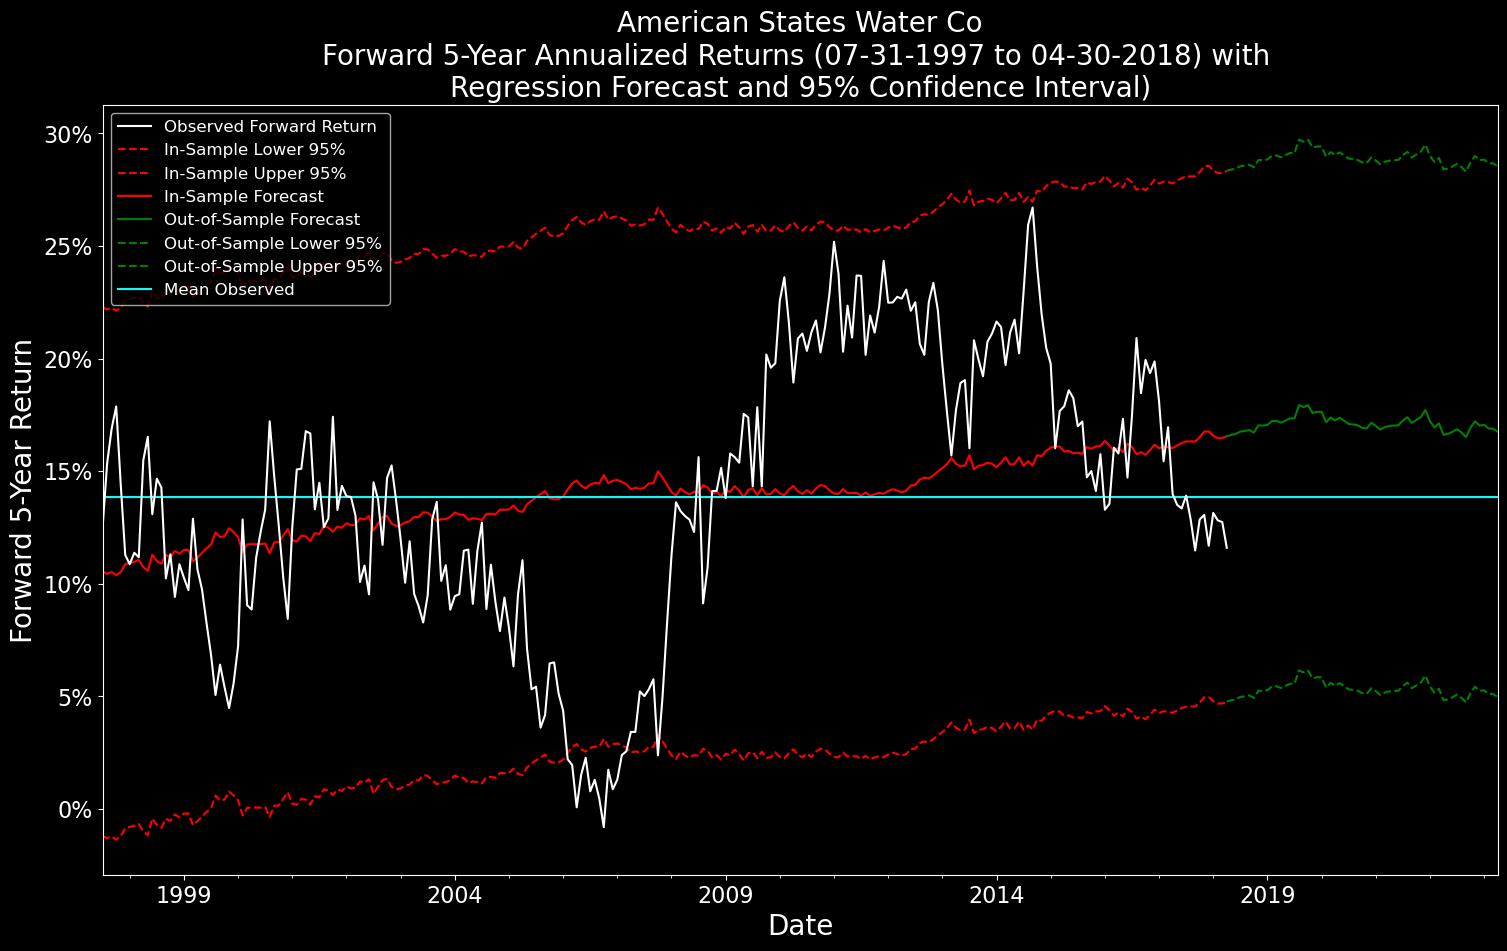 American States Water Co
Forward 5-Year Annualized Returns (07-31-1997 to 04-30-2018) with
Regression Forecast and 95% Confidence Interval)
Observed Forward Return
In-Sample Lower 95%
In-Sample Upper 95%
In-Sample Forecast
Out-of-Sample Forecast
Out-of-Sample Lower 95%
Out-of-Sample Upper 95%
Mean Observed
Forward 5-Year Return
30%
25%
20%
15%
10%
5%
0%
1999
2004
2009
2014
2019
Date